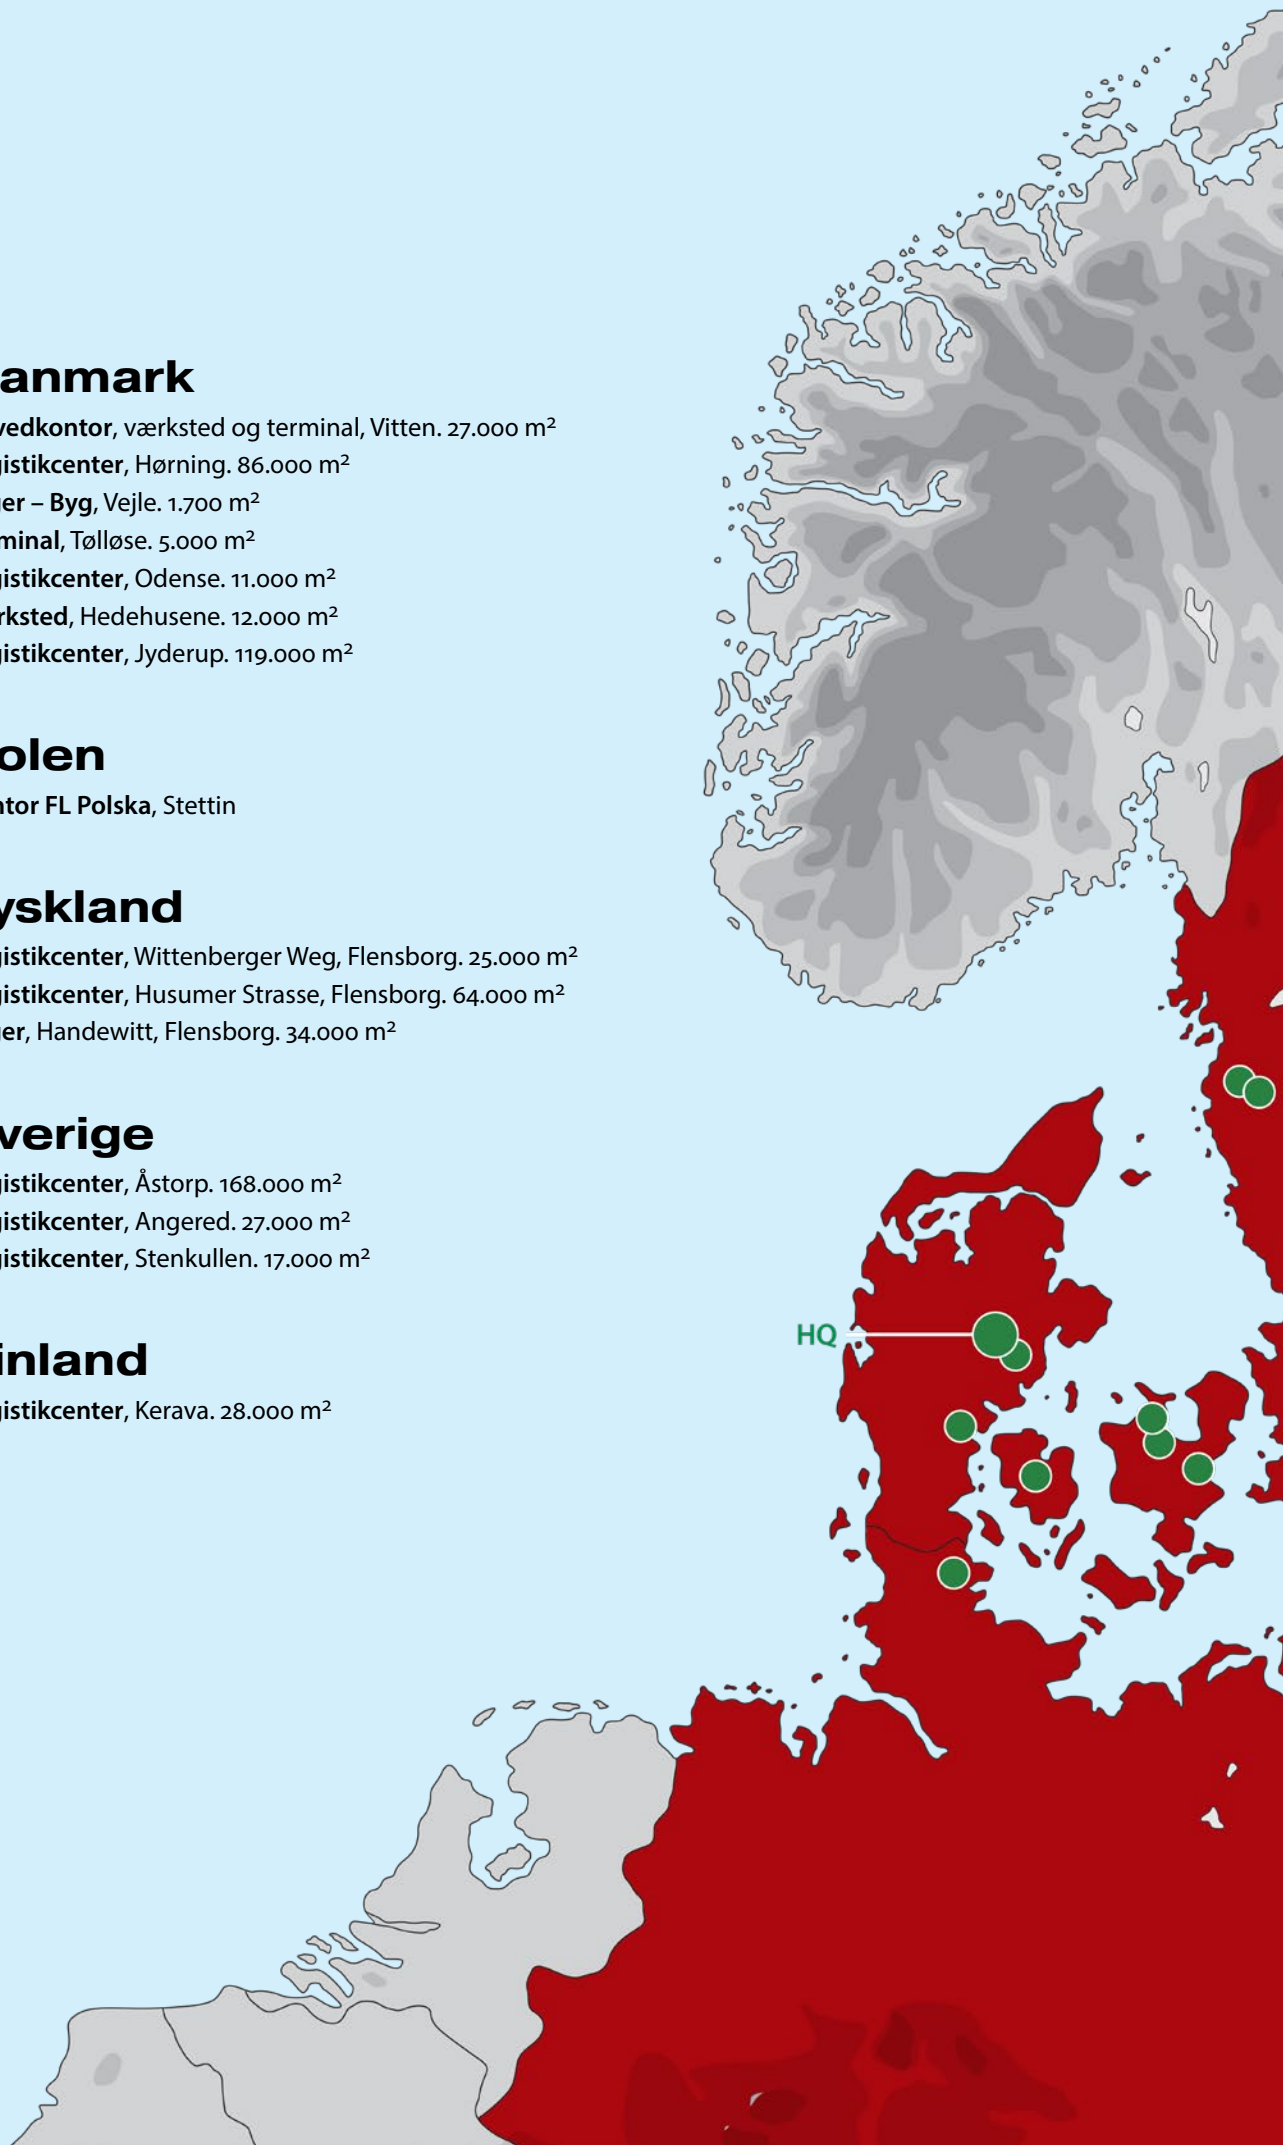 anmark
vedkontor, værksted og terminal, Vitten. 27.000 m²
gistikcenter, Hørning. 86.000 m²
ger – Byg, Vejle. 1.700 m²
minal, Tølløse. 5.000 m²
gistikcenter, Odense. 11.000 m²
rksted, Hedehusene. 12.000 m²
gistikcenter, Jyderup. 119.000 m²
olen
ntor FL Polska, Stettin
yskland
gistikcenter, Wittenberger Weg, Flensborg. 25.000 m²
gistikcenter, Husumer Strasse, Flensborg. 64.000 m²
ger, Handewitt, Flensborg. 34.000 m²
verige
gistikcenter, Åstorp. 168.000 m²
gistikcenter, Angered. 27.000 m²
gistikcenter, Stenkullen. 17.000 m²
HQ
inland
gistikcenter, Kerava. 28.000 m²